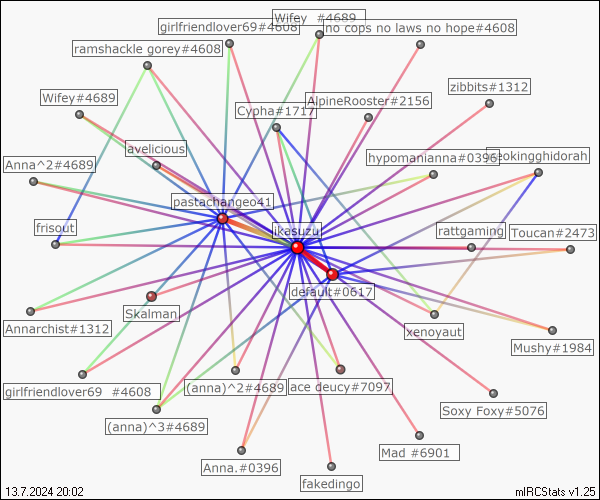 Wifey  #4689
girlfriendlover69#4608
no cops no laws no hope#4608
ramshackle gorey#4608
zibbits#1312
Wifey#4689
AlpineRooster#2156
Cypha#1717
avelicious
hypomanianna#0396
eokingghidorah
Anna^2#4689
pastachangeo41
frisout
ikasuzu
rattgaming
Toucan#2473
default#0617
Skalman
Annarchist#1312
xenoyaut
Mushy#1984
girlfriendlover69  #4608
(anna)^2#4689
ace deucy#7097
Soxy Foxy#5076
(anna)^3#4689
Mad #6901
Anna.#0396
fakedingo
13.7.2024 20:02
mIRCStats v1.25